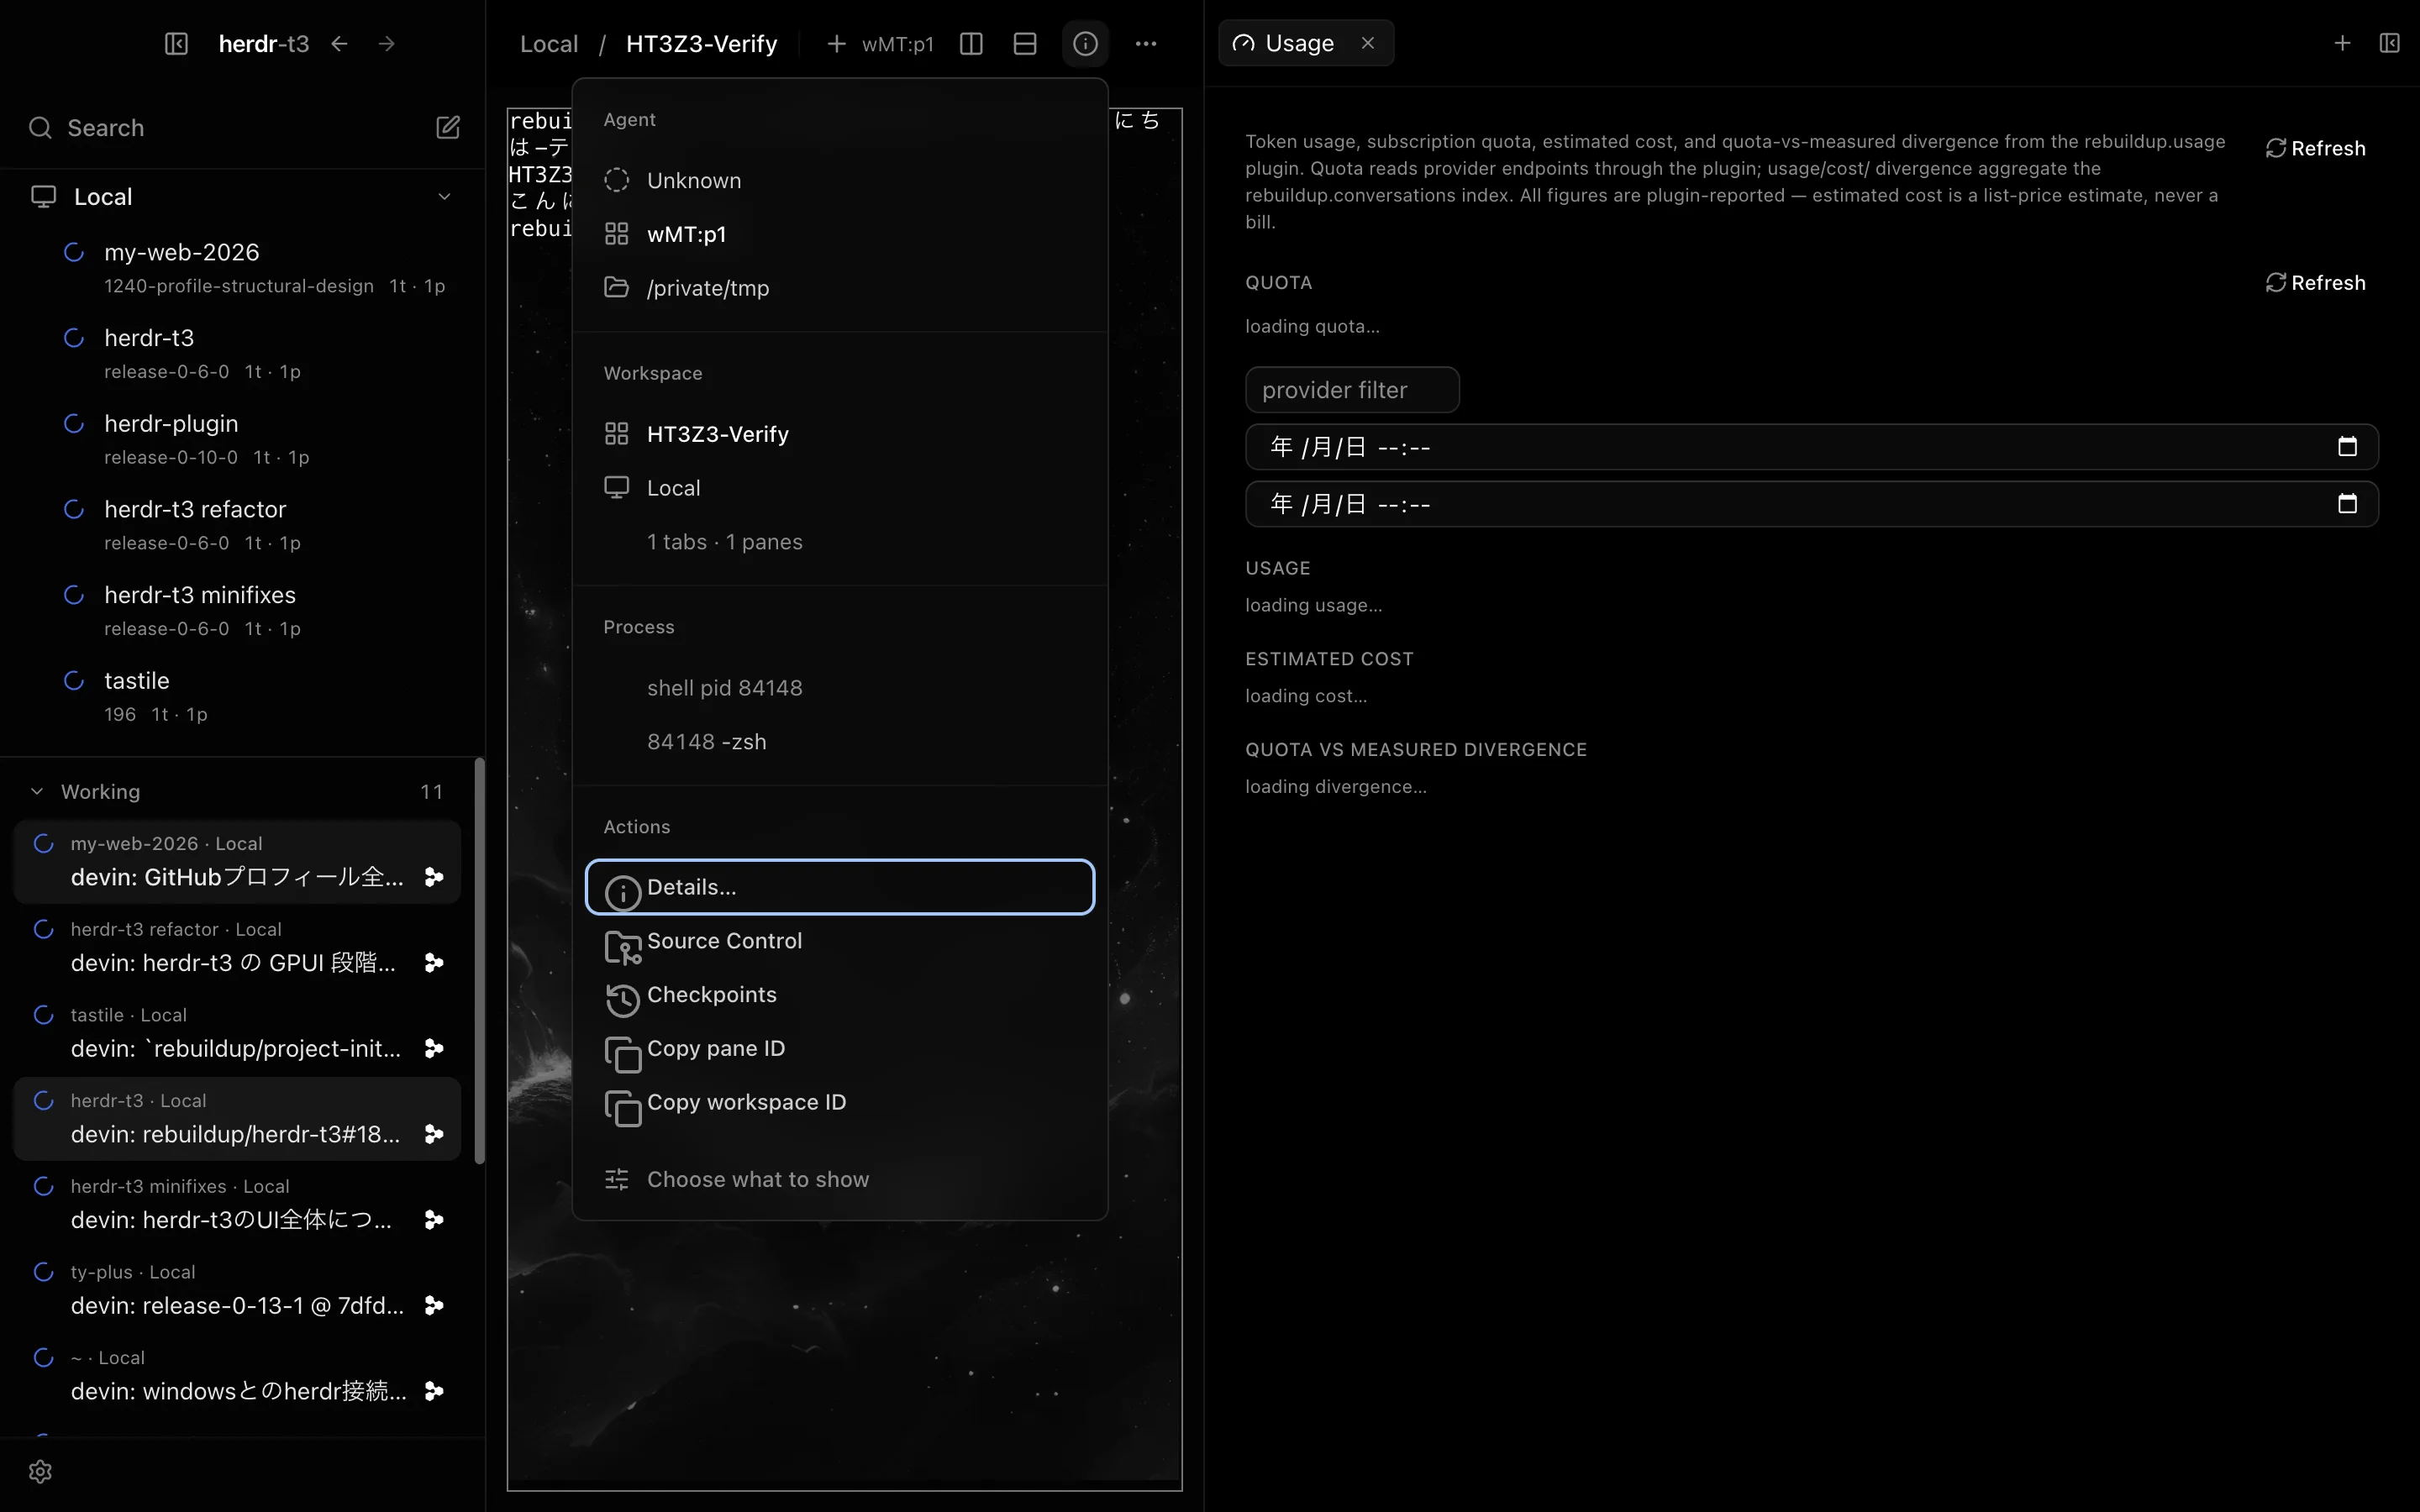 herdr-t3
Search
Local
my-web-2026
1240-profile-structural-design 1t · 1p
herdr-t3
release-0-6-0 1t · 1p
herdr-plugin
release-0-10-0 1t · 1p
herdr-t3 refactor
release-0-6-0 1t · 1p
herdr-t3 minifixes
release-0-6-0 1t · 1p
tastile
196 1t · 1p
Working 11
my-web-2026 · Local
devin: GitHubプロフィール全...
herdr-t3 refactor · Local
devin: herdr-t3 の GPUI 段階...
tastile · Local
devin: `rebuildup/project-init...
herdr-t3 · Local
devin: rebuildup/herdr-t3#18...
herdr-t3 minifixes · Local
devin: herdr-t3のUI全体につ...
ty-plus · Local
devin: release-0-13-1 @ 7dfd...
~ · Local
devin: windowsとのherdr接続...
Local / HT3Z3-Verify
wMT:p1
rebui
にち
は–テ
HT3Z3
こん
rebui
Agent
Unknown
wMT:p1
/private/tmp
Workspace
HT3Z3-Verify
Local
1 tabs · 1 panes
Process
shell pid 84148
84148 -zsh
Actions
Details...
Source Control
Checkpoints
Copy pane ID
Copy workspace ID
Choose what to show
Usage
Token usage, subscription quota, estimated cost, and quota-vs-measured divergence from the rebuildup.usage
plugin. Quota reads provider endpoints through the plugin; usage/cost/ divergence aggregate the
rebuildup.conversations index. All figures are plugin-reported — estimated cost is a list-price estimate, never a
bill.
Refresh
QUOTA
Refresh
loading quota...
provider filter
年 /月/日 --:--
年 /月/日 --:--
USAGE
loading usage...
ESTIMATED COST
loading cost...
QUOTA VS MEASURED DIVERGENCE
loading divergence...